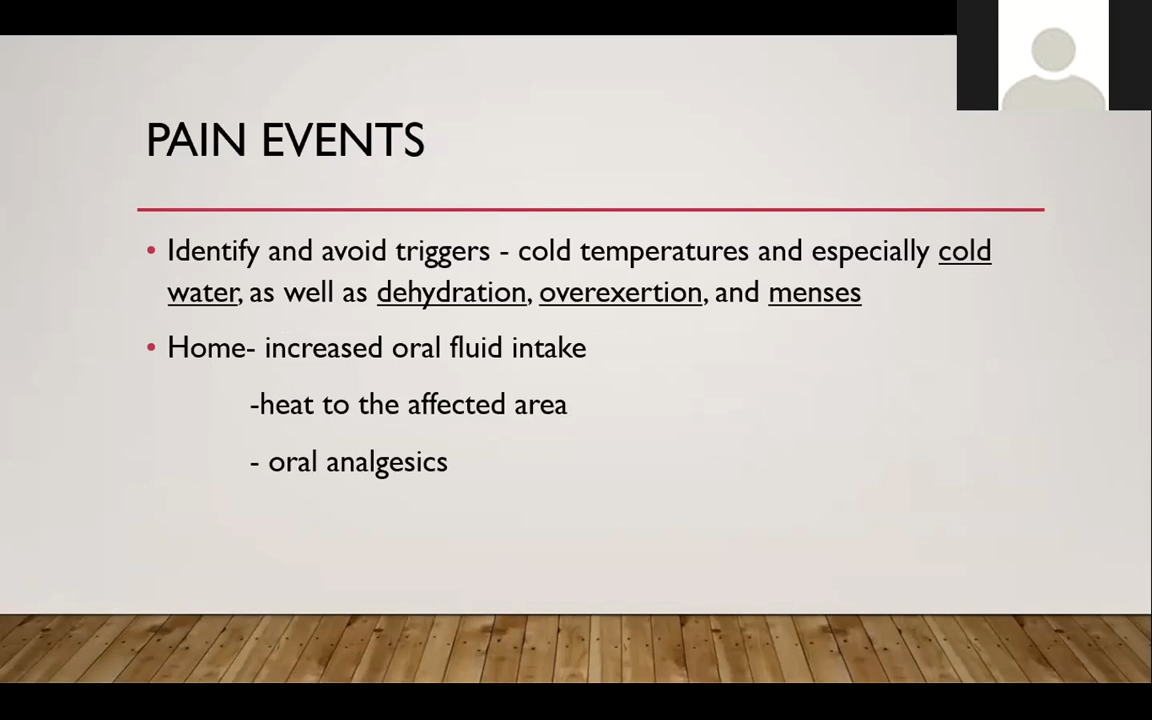 PAIN EVENTS
• Identify and avoid triggers - cold temperatures and especially cold
water, as well as dehydration, overexertion, and menses
• Home- increased oral fluid intake
-heat to the affected area
- oral analgesics